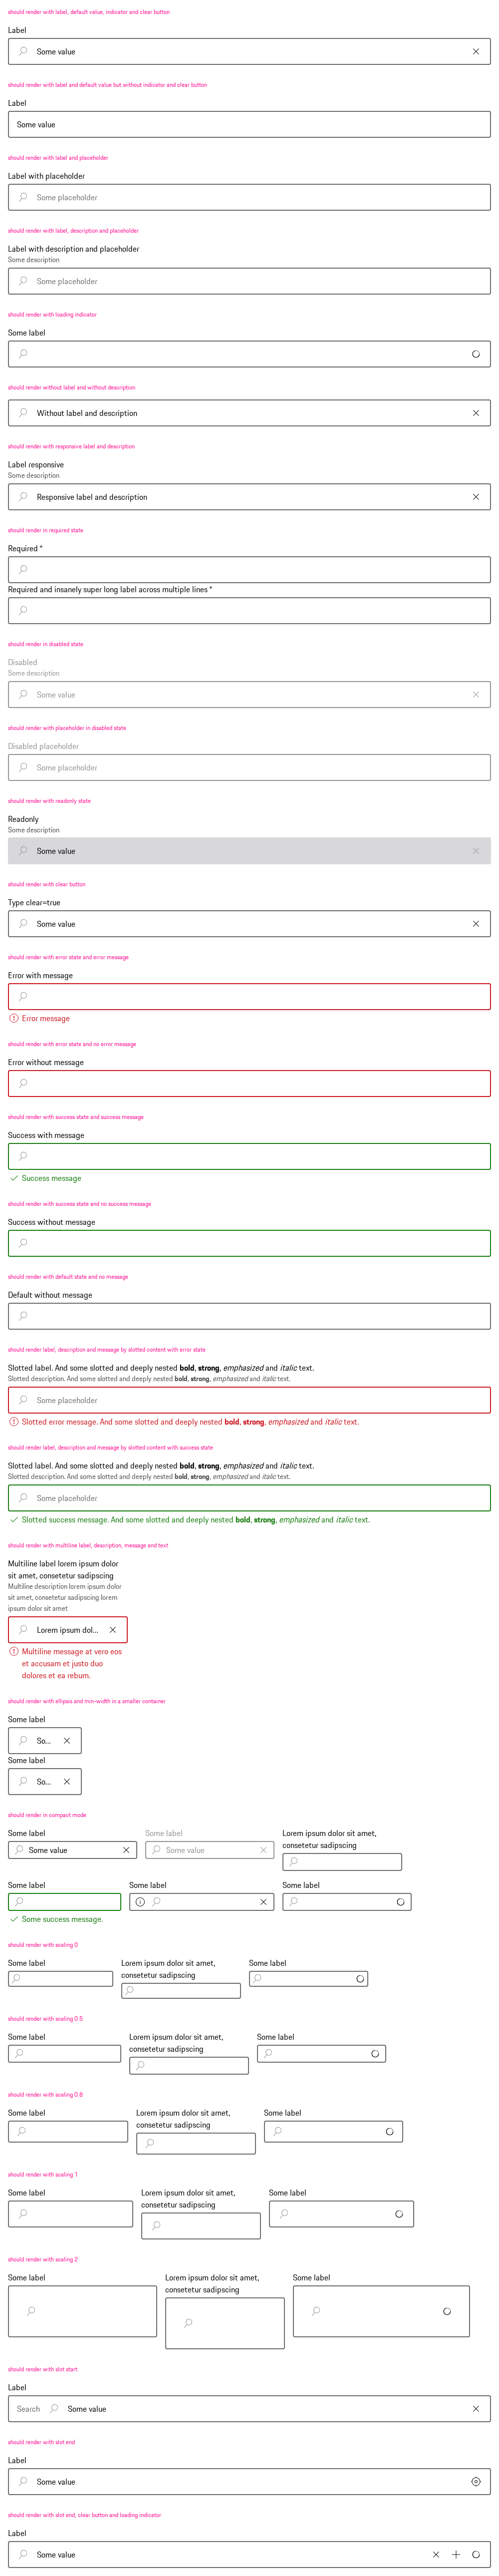 should render with label, default value, indicator and clear button
Label
Some value
should render with label and default value but without indicator and clear button
Label
Some value
should render with label and placeholder
Label with placeholder
Some placeholder
should render with label, description and placeholder
Label with description and placeholder
Some description
Some placeholder
should render with loading indicator
Some label
should render without label and without description
Without label and description
should render with responsive label and description
Label responsive
Some description
Responsive label and description
should render in required state
Required *
Required and insanely super long label across multiple lines *
should render in disabled state
Disabled
Some description
Some value
should render with placeholder in disabled state
Disabled placeholder
Some placeholder
should render with readonly state
Readonly
Some description
Some value
should render with clear button
Type clear=true
Some value
should render with error state and error message
Error with message
Error message
should render with error state and no error message
Error without message
should render with success state and success message
Success with message
Success message
should render with success state and no success message
Success without message
should render with default state and no message
Default without message
should render label, description and message by slotted content with error state
Slotted label. And some slotted and deeply nested bold, strong, emphasized and italic text.
Slotted description. And some slotted and deeply nested bold, strong, emphasized and italic text.
Some placeholder
Slotted error message. And some slotted and deeply nested bold, strong, emphasized and italic text.
should render label, description and message by slotted content with success state
Slotted label. And some slotted and deeply nested bold, strong, emphasized and italic text.
Slotted description. And some slotted and deeply nested bold, strong, emphasized and italic text.
Some placeholder
Slotted success message. And some slotted and deeply nested bold, strong, emphasized and italic text.
should render with multiline label, description, message and text
Multiline label lorem ipsum dolor
sit amet, consetetur sadipscing
Multiline description lorem ipsum dolor
sit amet, consetetur sadipscing lorem
ipsum dolor sit amet
Lorem ipsum dol...
Multiline message at vero eos
et accusam et justo duo
dolores et ea rebum.
should render with ellipsis and min-width in a smaller container
Some label
So...
Some label
So...
should render in compact mode
Some label
Some value
Some label
Some value
Lorem ipsum dolor sit amet,
consetetur sadipscing
Some label
Some success message.
Some label
Some label
should render with scaling 0
Some label
Lorem ipsum dolor sit amet,
consetetur sadipscing
Some label
should render with scaling 0.5
Some label
Lorem ipsum dolor sit amet,
consetetur sadipscing
Some label
should render with scaling 0.8
Some label
Lorem ipsum dolor sit amet,
consetetur sadipscing
Some label
should render with scaling 1
Some label
Lorem ipsum dolor sit amet,
consetetur sadipscing
Some label
should render with scaling 2
Some label
Lorem ipsum dolor sit amet,
consetetur sadipscing
Some label
should render with slot start
Label
Search Some value
should render with slot end
Label
Some value
should render with slot end, clear button and loading indicator
Label
Some value